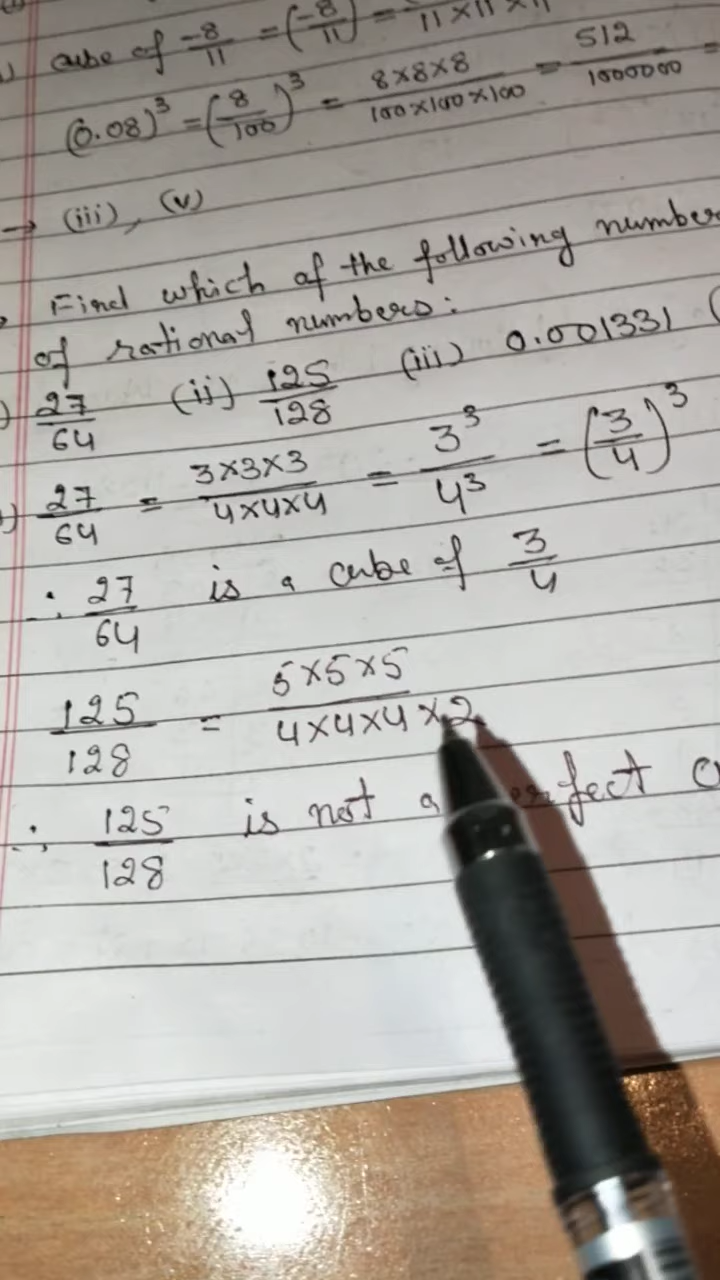 cube of -8/11 = (-8/11) = 11×11×11
(0.08)³ = (8/100)³ = 8×8×8/100×100×100 = 512/1000000 =
→ (iii), (v)
Find which of the following number
of rational numbers:
) 27/64 (ii) 125/128 (iii) 0.001331 (
) 27/64 = 3×3×3/4×4×4 = 3³/4³ = (3/4)³
∴ 27/64 is a cube of 3/4
125/128 = 5×5×5/4×4×4×2
∴ 125/128 is not a